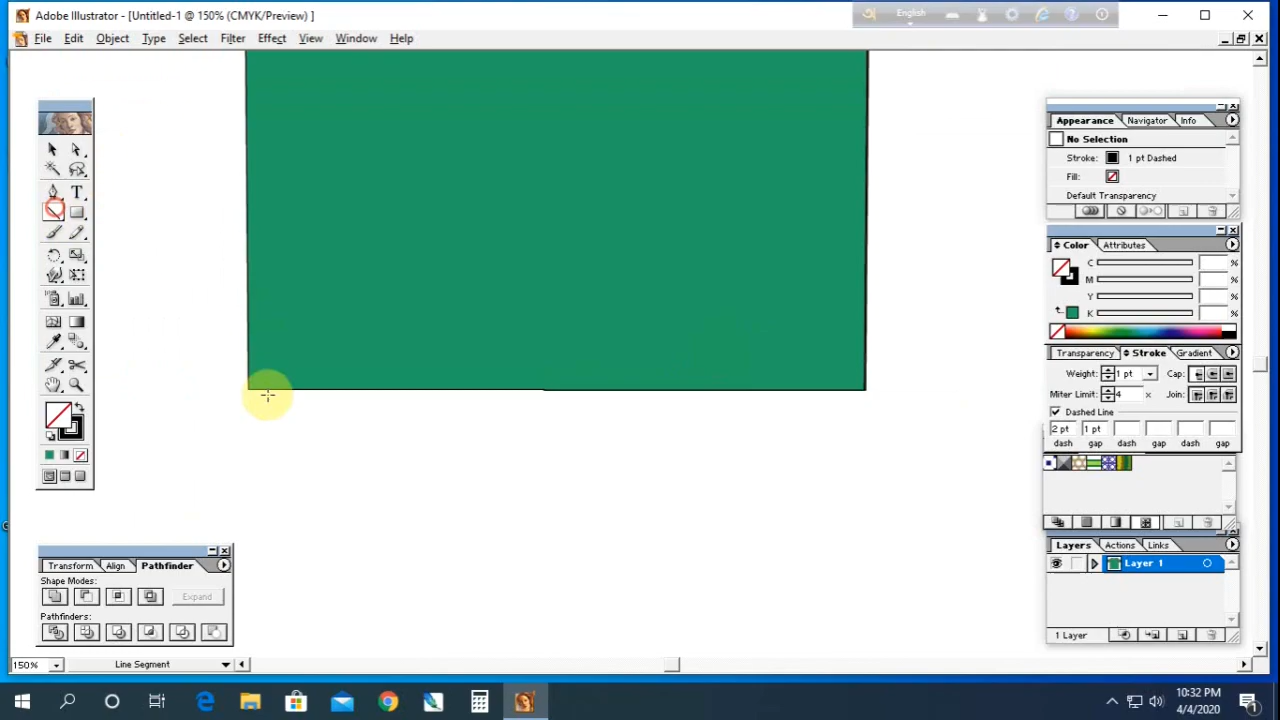 Adobe Illustrator - [Untitled-1 @ 150% (CMYK/Preview) ]
English
File Edit Object Type Select Filter Effect View Window Help
Appearance Navigator Info
No Selection
Stroke: 1 pt Dashed
Fill:
Default Transparency
Color Attributes
C %
M %
Y %
K %
Transparency Stroke Gradient
Weight: 1 pt Cap:
Miter Limit: 4 x Join:
Dashed Line
2 pt 1 pt
dash gap dash gap dash gap
Layers Actions Links
Layer 1
1 Layer
T
Transform Align Pathfinder
Shape Modes:
Expand
Pathfinders:
150% Line Segment
10:32 PM
4/4/2020
1